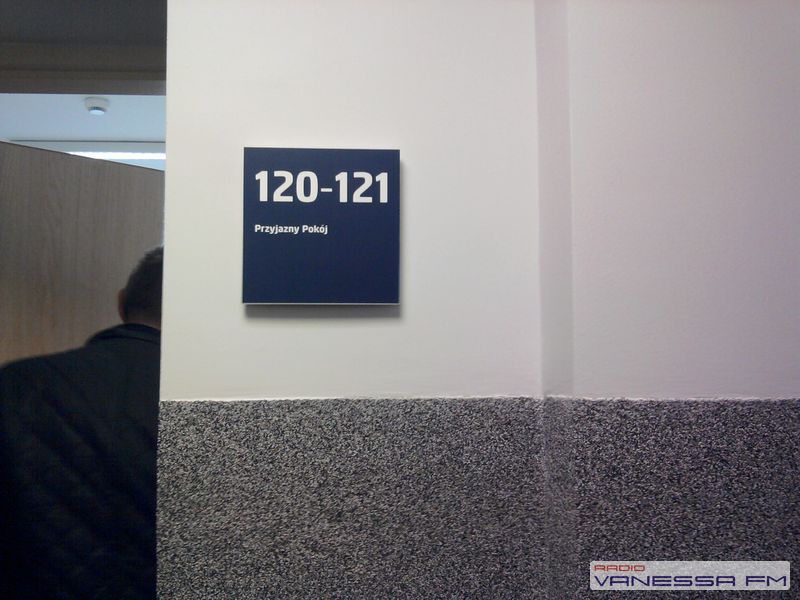 120-121
Przyjazny Pokój
RADIO
VANESSA FM